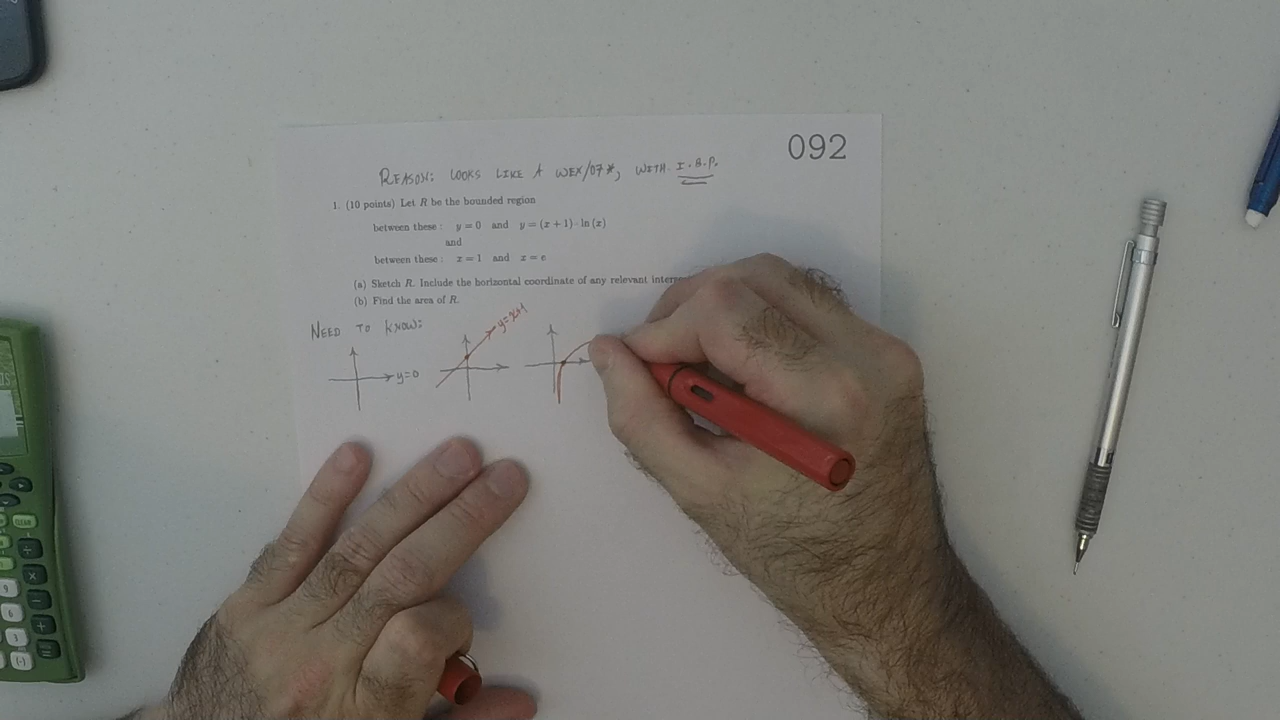 092
REASON: LOOKS LIKE A WEX/07*, WITH I.B.P.
1. (10 points) Let R be the bounded region
between these : y = 0 and y = (x + 1) · ln (x)
and
between these : x = 1 and x = e
(a) Sketch R. Include the horizontal coordinate of any relevant
(b) Find the area of R.
NEED TO KNOW:
y=0
y=x+1
CLEAR